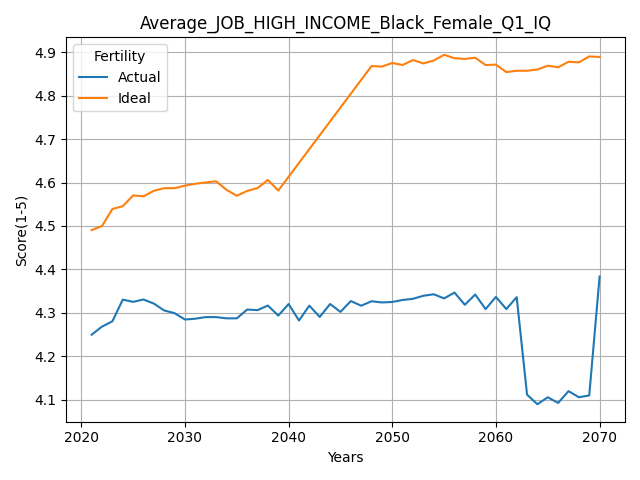 Average_JOB_HIGH_INCOME_Black_Female_Q1_IQ
Fertility
Actual
Ideal
4.9
4.8
4.7
4.6
4.5
4.4
4.3
4.2
4.1
Score(1-5)
2020 2030 2040 2050 2060 2070
Years